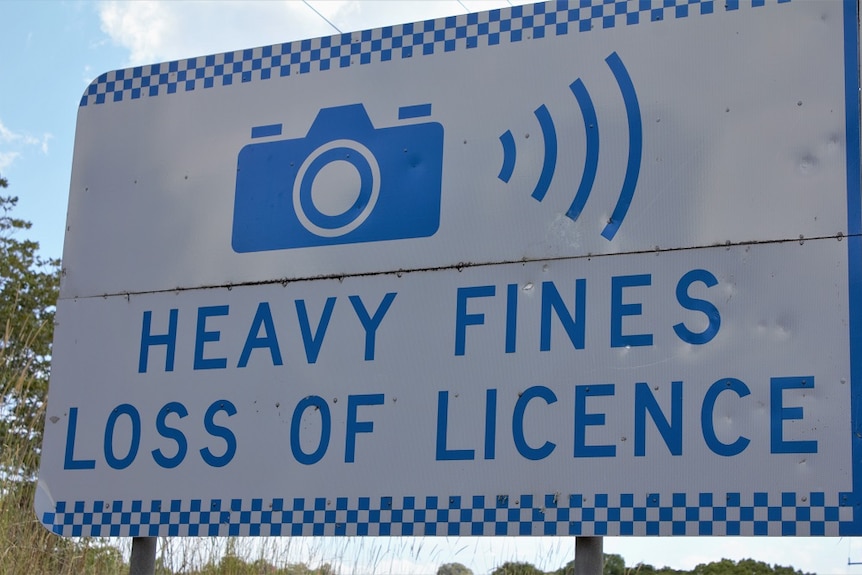 HEAVY FINES
LOSS OF LICENCE